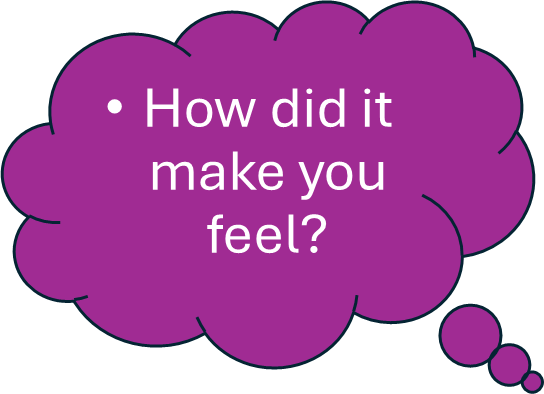 • How did it
make you
feel?